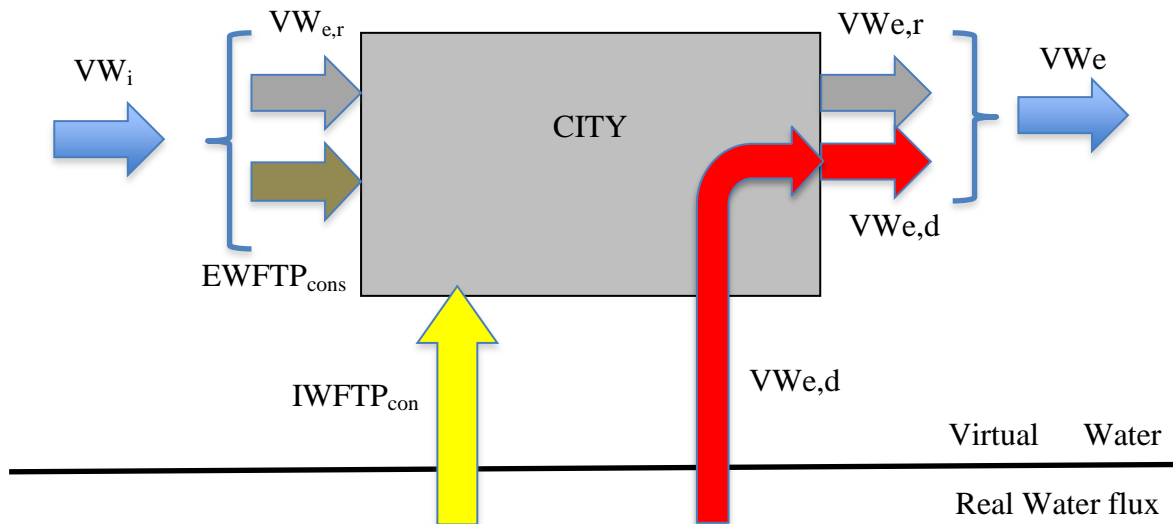 VWe,r
VWe,r
VWi
VWe
CITY
VWe,d
EWFTPcons
VWe,d
IWFTPcon
Virtual Water
Real Water flux